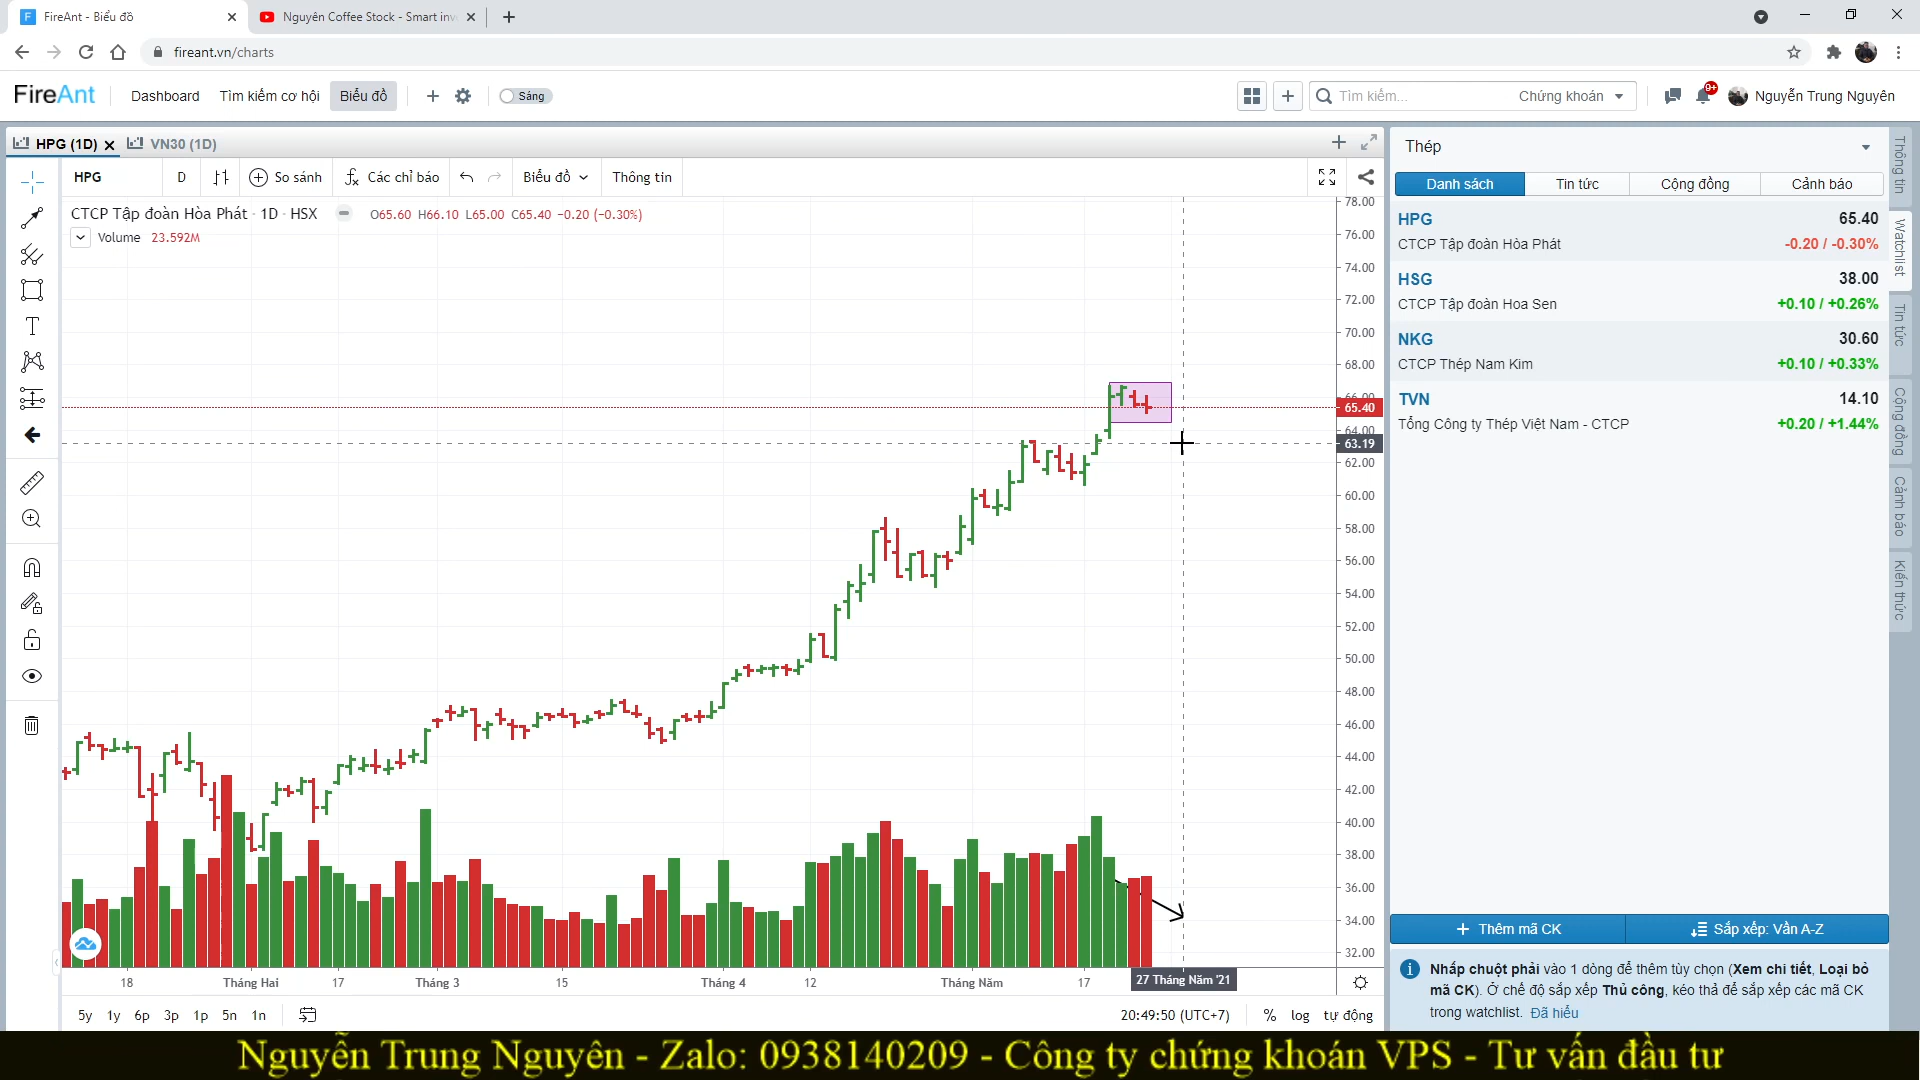 FireAnt - Biểu đồ
Nguyên Coffee Stock - Smart inv
fireant.vn/charts
FireAnt
Dashboard
Tìm kiếm cơ hội
Biểu đồ
Sáng
Tìm kiếm...
Chứng khoán
9+
Nguyễn Trung Nguyên
HPG (1D)
VN30 (1D)
HPG
D
So sánh
Các chỉ báo
Biểu đồ
Thông tin
CTCP Tập đoàn Hòa Phát · 1D · HSX
O65.60 H66.10 L65.00 C65.40 −0.20 (−0.30%)
Volume 23.592M
78.00
76.00
74.00
72.00
70.00
68.00
66.00
65.40
64.00
63.19
62.00
60.00
58.00
56.00
54.00
52.00
50.00
48.00
46.00
44.00
42.00
40.00
38.00
36.00
34.00
32.00
18
Tháng Hai
17
Tháng 3
15
Tháng 4
12
Tháng Năm
17
27 Tháng Năm '21
5y 1y 6p 3p 1p 5n 1n
20:49:50 (UTC+7)
% log tự động
Thép
Danh sách
Tin tức
Cộng đồng
Cảnh báo
HPG 65.40
CTCP Tập đoàn Hòa Phát -0.20 / -0.30%
HSG 38.00
CTCP Tập đoàn Hoa Sen +0.10 / +0.26%
NKG 30.60
CTCP Thép Nam Kim +0.10 / +0.33%
TVN 14.10
Tổng Công ty Thép Việt Nam - CTCP +0.20 / +1.44%
Thêm mã CK
Sắp xếp: Vần A-Z
Nhấp chuột phải vào 1 dòng để thêm tùy chọn (Xem chi tiết, Loại bỏ
mã CK). Ở chế độ sắp xếp Thủ công, kéo thả để sắp xếp các mã CK
trong watchlist. Đã hiểu
Thông tin
Watchlist
Tin tức
Cộng đồng
Cảnh báo
Kiến thức
Nguyễn Trung Nguyên - Zalo: 0938140209 - Công ty chứng khoán VPS - Tư vấn đầu tư